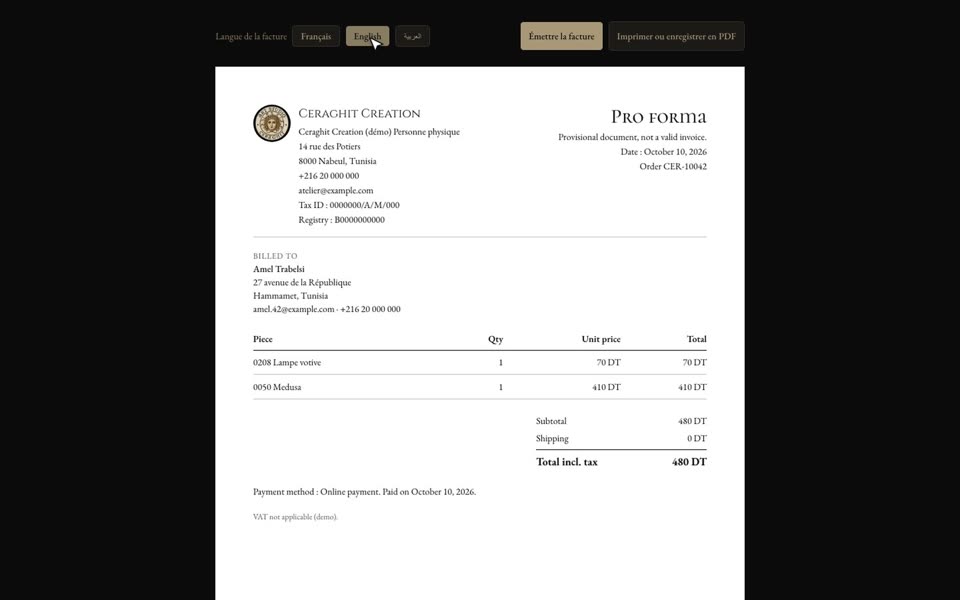 Langue de la facture Français English العربية Émettre la facture Imprimer ou enregistrer en PDF
Ceraghit Creation
Ceraghit Creation (démo) Personne physique
14 rue des Potiers
8000 Nabeul, Tunisia
+216 20 000 000
atelier@example.com
Tax ID : 0000000/A/M/000
Registry : B0000000000
Pro forma
Provisional document, not a valid invoice.
Date : October 10, 2026
Order CER-10042
BILLED TO
Amel Trabelsi
27 avenue de la République
Hammamet, Tunisia
amel.42@example.com · +216 20 000 000
Piece Qty Unit price Total
0208 Lampe votive 1 70 DT 70 DT
0050 Medusa 1 410 DT 410 DT
Subtotal 480 DT
Shipping 0 DT
Total incl. tax 480 DT
Payment method : Online payment. Paid on October 10, 2026.
VAT not applicable (demo).